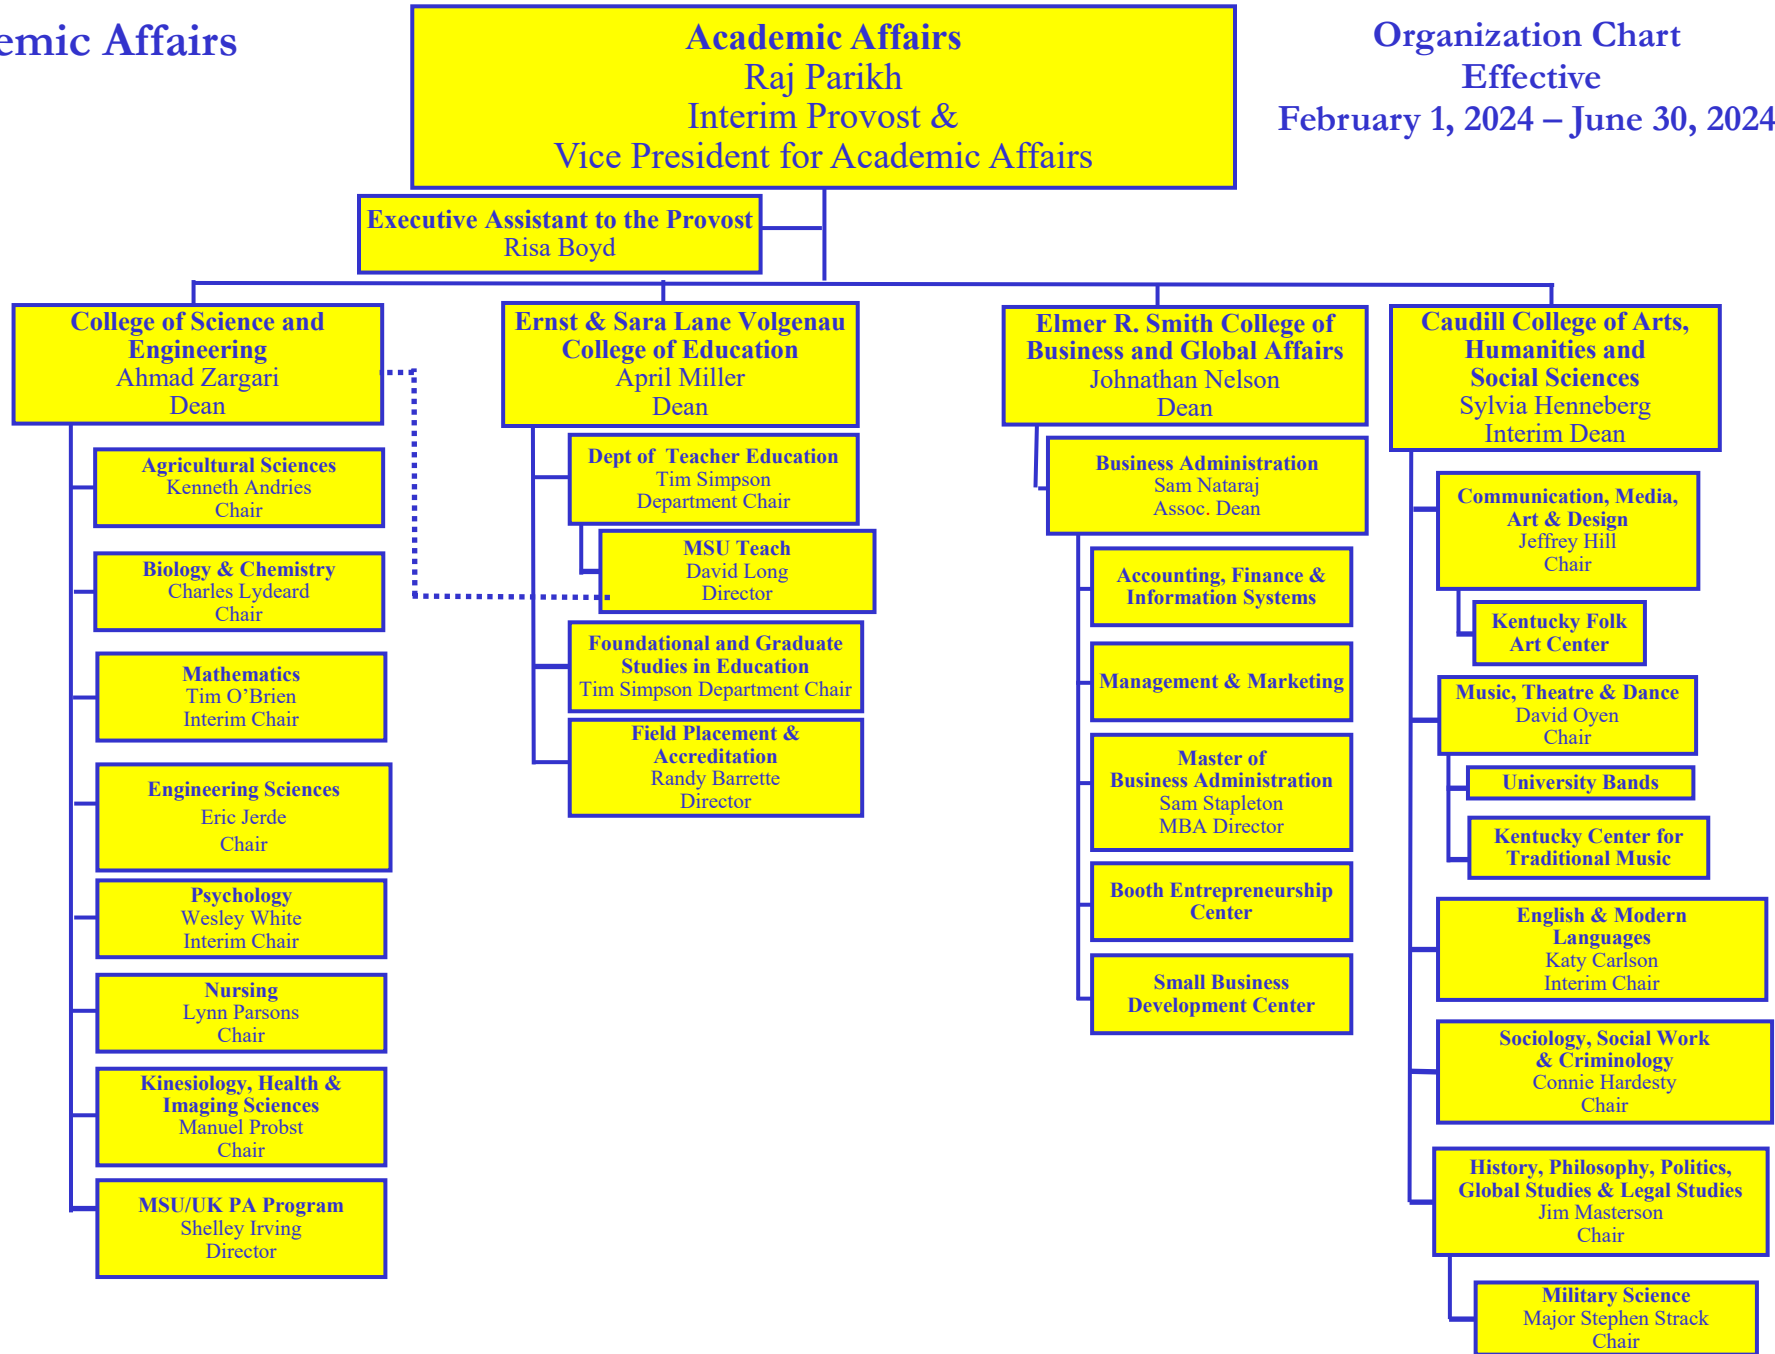 emic Affairs
Academic Affairs
Raj Parikh
Interim Provost &
Vice President for Academic Affairs
Organization Chart
Effective
February 1, 2024 – June 30, 2024
Executive Assistant to the Provost
Risa Boyd
College of Science and
Engineering
Ahmad Zargari
Dean
Agricultural Sciences
Kenneth Andries
Chair
Biology & Chemistry
Charles Lydeard
Chair
Mathematics
Tim O’Brien
Interim Chair
Engineering Sciences
Eric Jerde
Chair
Psychology
Wesley White
Interim Chair
Nursing
Lynn Parsons
Chair
Kinesiology, Health &
Imaging Sciences
Manuel Probst
Chair
MSU/UK PA Program
Shelley Irving
Director
Ernst & Sara Lane Volgenau
College of Education
April Miller
Dean
Dept of Teacher Education
Tim Simpson
Department Chair
MSU Teach
David Long
Director
Foundational and Graduate
Studies in Education
Tim Simpson Department Chair
Field Placement &
Accreditation
Randy Barrette
Director
Elmer R. Smith College of
Business and Global Affairs
Johnathan Nelson
Dean
Business Administration
Sam Nataraj
Assoc. Dean
Accounting, Finance &
Information Systems
Management & Marketing
Master of
Business Administration
Sam Stapleton
MBA Director
Booth Entrepreneurship
Center
Small Business
Development Center
Caudill College of Arts,
Humanities and
Social Sciences
Sylvia Henneberg
Interim Dean
Communication, Media,
Art & Design
Jeffrey Hill
Chair
Kentucky Folk
Art Center
Music, Theatre & Dance
David Oyen
Chair
University Bands
Kentucky Center for
Traditional Music
English & Modern
Languages
Katy Carlson
Interim Chair
Sociology, Social Work
& Criminology
Connie Hardesty
Chair
History, Philosophy, Politics,
Global Studies & Legal Studies
Jim Masterson
Chair
Military Science
Major Stephen Strack
Chair